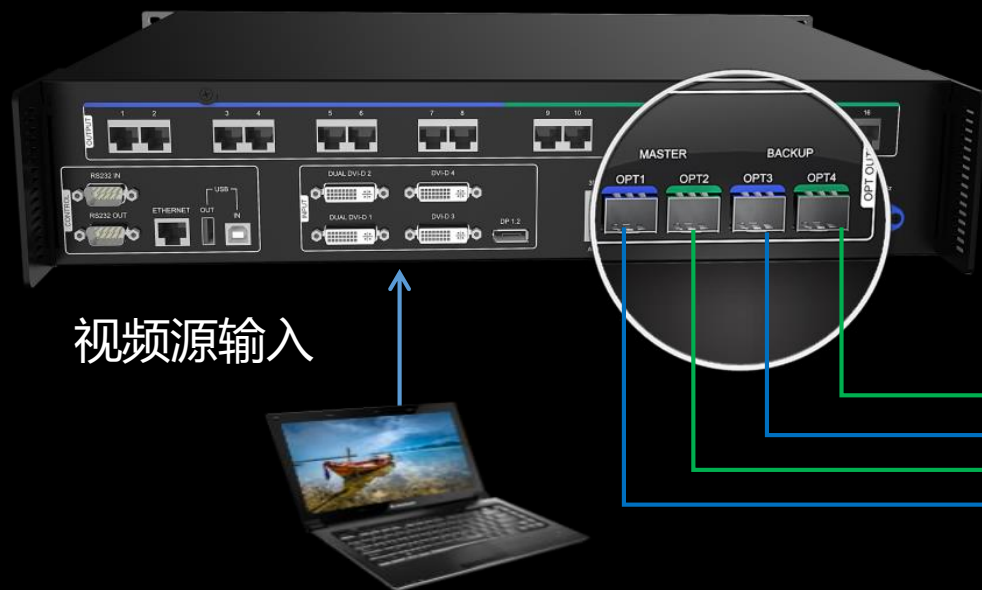 1 2 3 4 5 6 7 8 9 10 16
OUTPUT
MASTER BACKUP
OPT1 OPT2 OPT3 OPT4
OPT OUT
CONTROL
RS232 IN
RS232 OUT
ETHERNET
USB
OUT IN
INPUT
DUAL DVI-D 2 DVI-D 4
DUAL DVI-D 1 DVI-D 3 DP 1.2
视频源输入